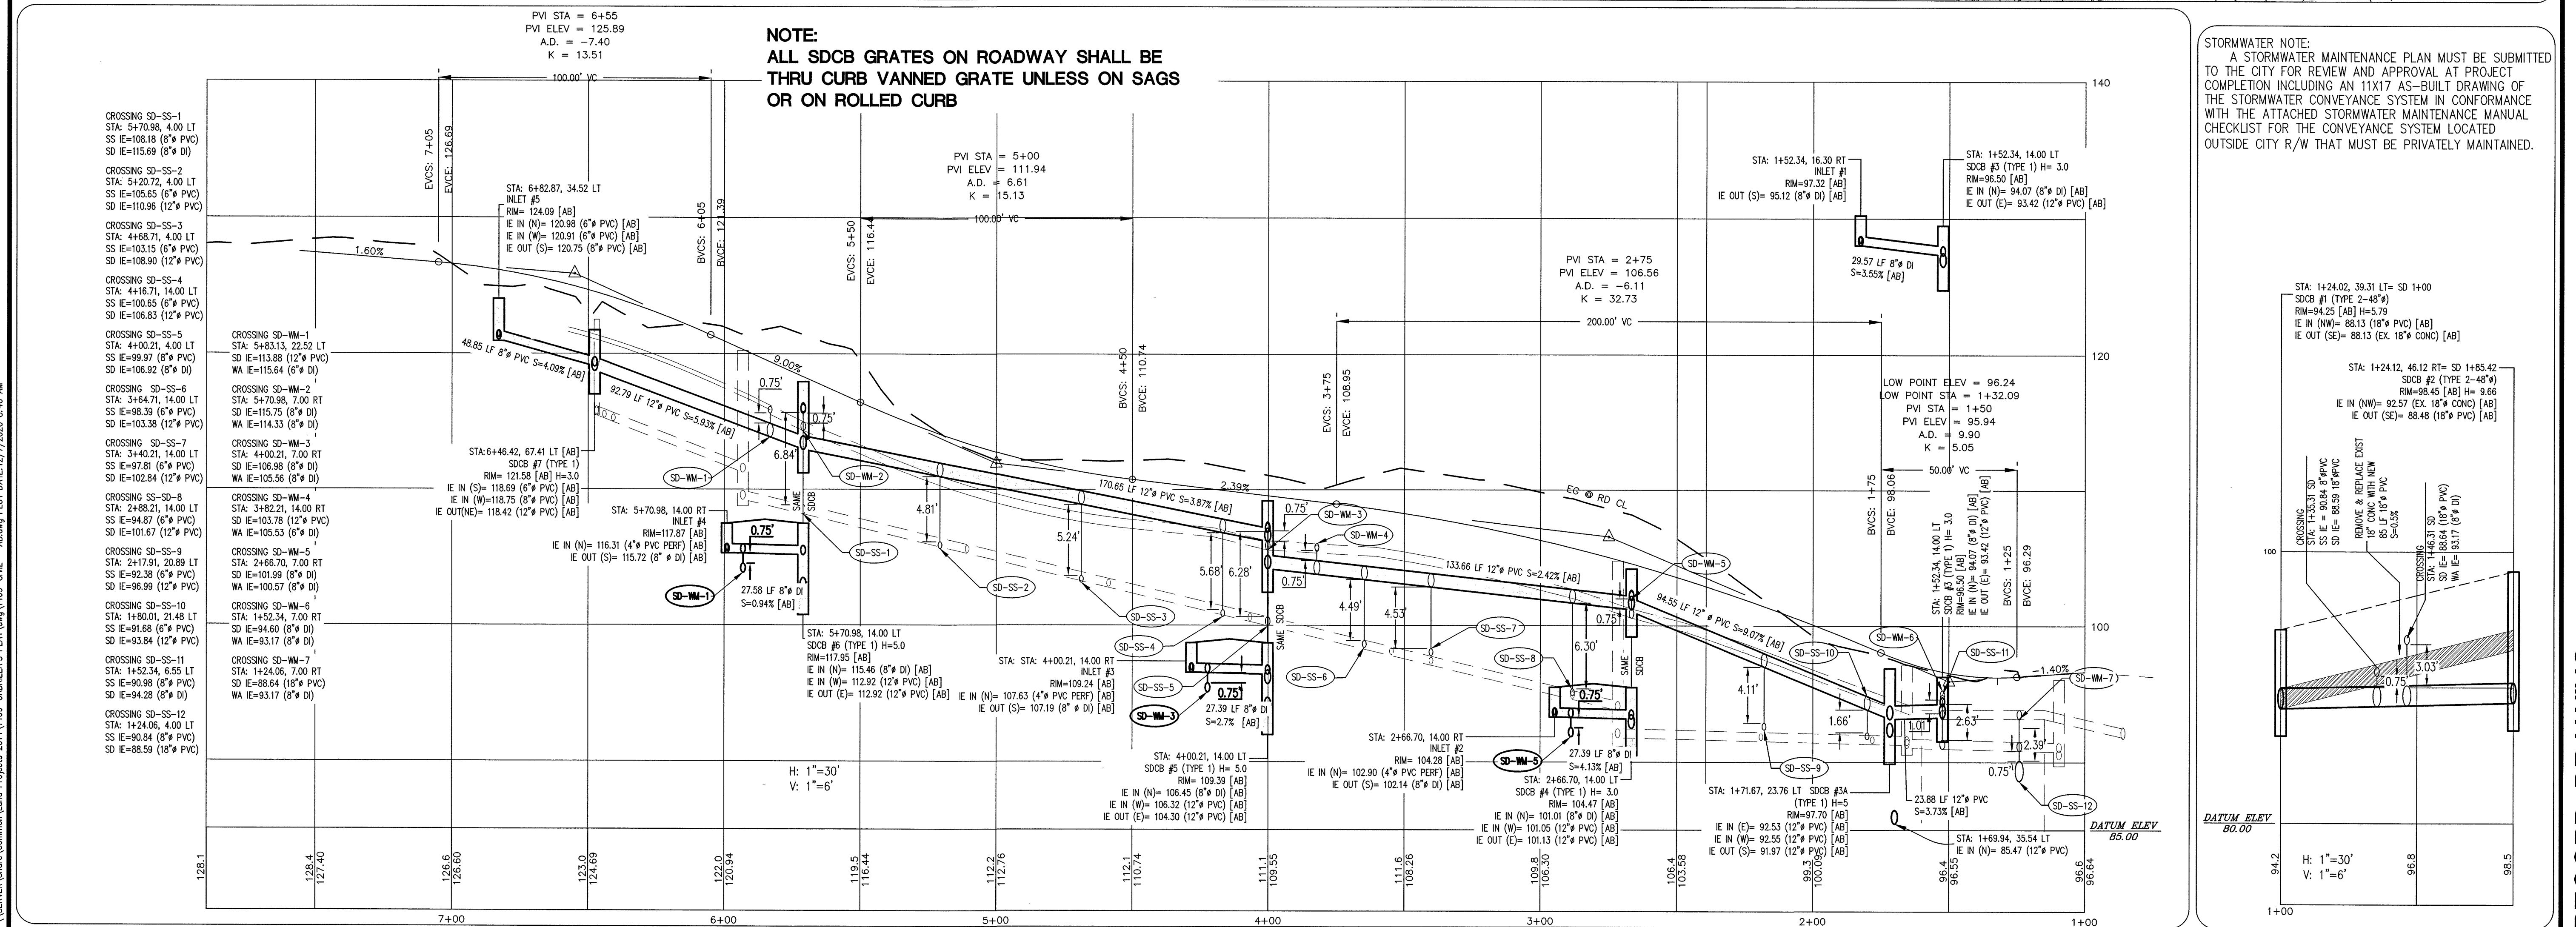 PVI STA = 6+55
PVI ELEV = 125.89
A.D. = -7.40
K = 13.51
100.00' VC
NOTE:
ALL SDCB GRATES ON ROADWAY SHALL BE
THRU CURB VANNED GRATE UNLESS ON SAGS
OR ON ROLLED CURB
CROSSING SD-SS-1
STA: 5+70.98, 4.00 LT
SS IE=108.18 (8"ø PVC)
SD IE=115.69 (8"ø DI)
CROSSING SD-SS-2
STA: 5+20.72, 4.00 LT
SS IE=105.65 (6"ø PVC)
SD IE=110.96 (12"ø PVC)
CROSSING SD-SS-3
STA: 4+68.71, 4.00 LT
SS IE=103.15 (6"ø PVC)
SD IE=108.90 (12"ø PVC)
CROSSING SD-SS-4
STA: 4+16.71, 14.00 LT
SS IE=100.65 (6"ø PVC)
SD IE=106.83 (12"ø PVC)
CROSSING SD-SS-5
STA: 4+00.21, 4.00 LT
SS IE=99.97 (8"ø PVC)
SD IE=106.92 (8"ø DI)
CROSSING SD-SS-6
STA: 3+64.71, 14.00 LT
SS IE=98.39 (6"ø PVC)
SD IE=103.38 (12"ø PVC)
CROSSING SD-SS-7
STA: 3+40.21, 14.00 LT
SS IE=97.81 (6"ø PVC)
SD IE=102.84 (12"ø PVC)
CROSSING SS-SD-8
STA: 2+88.21, 14.00 LT
SS IE=94.87 (6"ø PVC)
SD IE=101.67 (12"ø PVC)
CROSSING SD-SS-9
STA: 2+17.91, 20.89 LT
SS IE=92.38 (6"ø PVC)
SD IE=96.99 (12"ø PVC)
CROSSING SD-SS-10
STA: 1+80.01, 21.48 LT
SS IE=91.68 (6"ø PVC)
SD IE=93.84 (12"ø PVC)
CROSSING SD-SS-11
STA: 1+52.34, 6.55 LT
SS IE=90.98 (8"ø PVC)
SD IE=94.28 (8"ø DI)
CROSSING SD-SS-12
STA: 1+24.06, 4.00 LT
SS IE=90.84 (8"ø PVC)
SD IE=88.59 (18"ø PVC)
CROSSING SD-WM-1
STA: 5+83.13, 22.52 LT
SD IE=113.88 (12"ø PVC)
WA IE=115.64 (6"ø DI)
CROSSING SD-WM-2
STA: 5+70.98, 7.00 RT
SD IE=115.75 (8"ø DI)
WA IE=114.33 (8"ø DI)
CROSSING SD-WM-3
STA: 4+00.21, 7.00 RT
SD IE=106.98 (8"ø DI)
WA IE=105.56 (8"ø DI)
CROSSING SD-WM-4
STA: 3+82.21, 14.00 RT
SD IE=103.78 (12"ø PVC)
WA IE=105.53 (6"ø DI)
CROSSING SD-WM-5
STA: 2+66.70, 7.00 RT
SD IE=101.99 (8"ø DI)
WA IE=100.57 (8"ø DI)
CROSSING SD-WM-6
STA: 1+52.34, 7.00 RT
SD IE=94.60 (8"ø DI)
WA IE=93.17 (8"ø DI)
CROSSING SD-WM-7
STA: 1+24.06, 7.00 RT
SD IE=88.64 (18"ø PVC)
WA IE=93.17 (8"ø DI)
EVCS: 7+05
EVCE: 126.69
1.60%
STA: 6+82.87, 34.52 LT
INLET #5
RIM= 124.09 [AB]
IE IN (N)= 120.98 (6"ø PVC) [AB]
IE IN (W)= 120.91 (6"ø PVC) [AB]
IE OUT (S)= 120.75 (8"ø PVC) [AB]
BVCS: 6+05
BVCE: 121.39
48.85 LF 8"ø PVC S=4.09% [AB]
92.79 LF 12"ø PVC S=5.93% [AB]
9.00%
0.75'
0.75'
6.84'
STA:6+46.42, 67.41 LT [AB]
SDCB #7 (TYPE 1)
RIM= 121.58 [AB] H=3.0
IE IN (S)= 118.69 (6"ø PVC) [AB]
IE IN (W)=118.75 (8"ø PVC) [AB]
IE OUT(NE)= 118.42 (12"ø PVC) [AB]
SD-WM-1
SD-WM-2
SAME
SDCB
STA: 5+70.98, 14.00 RT
INLET #4
RIM=117.87 [AB]
IE IN (N)= 116.31 (4"ø PVC PERF) [AB]
IE OUT (S)= 115.72 (8" ø DI) [AB]
0.75'
SD-WM-1
27.58 LF 8"ø DI
S=0.94% [AB]
SD-SS-1
STA: 5+70.98, 14.00 LT
SDCB #6 (TYPE 1) H=5.0
RIM=117.95 [AB]
IE IN (N)= 115.46 (8"ø DI) [AB]
IE IN (W)= 112.92 (12"ø PVC) [AB]
IE OUT (E)= 112.92 (12"ø PVC) [AB]
H: 1"=30'
V: 1"=6'
PVI STA = 5+00
PVI ELEV = 111.94
A.D. = 6.61
K = 15.13
100.00' VC
EVCS: 5+50
EVCE: 116.44
BVCS: 4+50
BVCE: 110.74
2.39%
170.65 LF 12"ø PVC S=3.87% [AB]
4.81'
5.24'
5.68'
6.28'
0.75'
0.75'
SD-SS-2
SD-SS-3
SD-SS-4
SD-WM-3
SD-WM-4
SAME
SDCB
STA: STA: 4+00.21, 14.00 RT
INLET #3
RIM=109.24 [AB]
IE IN (N)= 107.63 (4"ø PVC PERF) [AB]
IE OUT (S)= 107.19 (8" ø DI) [AB]
SD-SS-5
0.75'
SD-WM-3
27.39 LF 8"ø DI
S=2.7% [AB]
STA: 4+00.21, 14.00 LT
SDCB #5 (TYPE 1) H= 5.0
RIM= 109.39 [AB]
IE IN (N)= 106.45 (8"ø DI) [AB]
IE IN (W)= 106.32 (12"ø PVC) [AB]
IE OUT (E)= 104.30 (12"ø PVC) [AB]
PVI STA = 2+75
PVI ELEV = 106.56
A.D. = -6.11
K = 32.73
200.00' VC
EVCS: 3+75
EVCE: 108.95
EG @ RD CL
133.66 LF 12"ø PVC S=2.42% [AB]
4.49'
4.53'
6.30'
0.75'
SD-SS-6
SD-SS-7
SD-SS-8
SD-WM-5
SAME
SDCB
0.75'
STA: 2+66.70, 14.00 RT
INLET #2
RIM= 104.28 [AB]
IE IN (N)= 102.90 (4"ø PVC PERF) [AB]
IE OUT (S)= 102.14 (8"ø DI) [AB]
SD-WM-5
27.39 LF 8"ø DI
S=4.13% [AB]
STA: 2+66.70, 14.00 LT
SDCB #4 (TYPE 1) H= 3.0
RIM= 104.47 [AB]
IE IN (N)= 101.01 (8"ø DI) [AB]
IE IN (W)= 101.05 (12"ø PVC) [AB]
IE OUT (E)= 101.13 (12"ø PVC) [AB]
STA: 1+52.34, 16.30 RT
INLET #1
RIM=97.32 [AB]
IE OUT (S)= 95.12 (8"ø DI) [AB]
STA: 1+52.34, 14.00 LT
SDCB #3 (TYPE 1) H= 3.0
RIM=96.50 [AB]
IE IN (N)= 94.07 (8"ø DI) [AB]
IE OUT (E)= 93.42 (12"ø PVC) [AB]
29.57 LF 8"ø DI
S=3.55% [AB]
LOW POINT ELEV = 96.24
LOW POINT STA = 1+32.09
PVI STA = 1+50
PVI ELEV = 95.94
A.D. = 9.90
K = 5.05
50.00' VC
BVCS: 1+75
BVCE: 98.06
STA: 1+52.34, 14.00 LT
SDCB #3 (TYPE 1) H= 3.0
RIM=96.50 [AB]
IE IN (N)= 94.07 (8"ø DI) [AB]
IE OUT (E)= 93.42 (12"ø PVC) [AB]
BVCS: 1+25
BVCE: 96.29
94.55 LF 12" ø PVC S=9.07% [AB]
-1.40%
SD-WM-6
SD-SS-10
SD-SS-11
SD-WM-7
4.11'
1.66'
1.01'
2.63'
2.39'
0.75'
SD-SS-9
SD-SS-12
STA: 1+71.67, 23.76 LT SDCB #3A
(TYPE 1) H=5
RIM=97.70 [AB]
IE IN (E)= 92.53 (12"ø PVC) [AB]
IE IN (W)= 92.55 (12"ø PVC) [AB]
IE OUT (S)= 91.97 (12"ø PVC) [AB]
23.88 LF 12"ø PVC
S=3.73% [AB]
STA: 1+69.94, 35.54 LT
IE IN (N)= 85.47 (12"ø PVC)
140
120
100
DATUM ELEV
85.00
128.1
128.4
127.40
126.6
126.60
123.0
124.69
122.0
120.94
119.5
116.44
112.2
112.76
112.1
110.74
111.1
109.55
111.6
108.26
109.8
106.30
106.4
103.58
99.3
100.09
96.4
96.55
96.6
96.64
7+00
6+00
5+00
4+00
3+00
2+00
1+00
STORMWATER NOTE:
A STORMWATER MAINTENANCE PLAN MUST BE SUBMITTED
TO THE CITY FOR REVIEW AND APPROVAL AT PROJECT
COMPLETION INCLUDING AN 11X17 AS-BUILT DRAWING OF
THE STORMWATER CONVEYANCE SYSTEM IN CONFORMANCE
WITH THE ATTACHED STORMWATER MAINTENANCE MANUAL
CHECKLIST FOR THE CONVEYANCE SYSTEM LOCATED
OUTSIDE CITY R/W THAT MUST BE PRIVATELY MAINTAINED.
STA: 1+24.02, 39.31 LT= SD 1+00
SDCB #1 (TYPE 2-48"ø)
RIM=94.25 [AB] H=5.79
IE IN (NW)= 88.13 (18"ø PVC) [AB]
IE OUT (SE)= 88.13 (EX. 18"ø CONC) [AB]
STA: 1+24.12, 46.12 RT= SD 1+85.42
SDCB #2 (TYPE 2-48"ø)
RIM=98.45 [AB] H= 9.66
IE IN (NW)= 92.57 (EX. 18"ø CONC) [AB]
IE OUT (SE)= 88.48 (18"ø PVC) [AB]
CROSSING
STA: 1+35.31 SD
SS IE = 90.84 8"øPVC
SD IE= 88.59 18"øPVC
REMOVE & REPLACE EXIST
18" CONC WITH NEW
85 LF 18"ø PVC
S=0.5%
CROSSING
STA: 1+46.31 SD
SD IE= 88.64 (18"ø PVC)
WA IE= 93.17 (8"ø DI)
3.03'
0.75'
100
DATUM ELEV
80.00
H: 1"=30'
V: 1"=6'
94.2
96.8
98.5
1+00